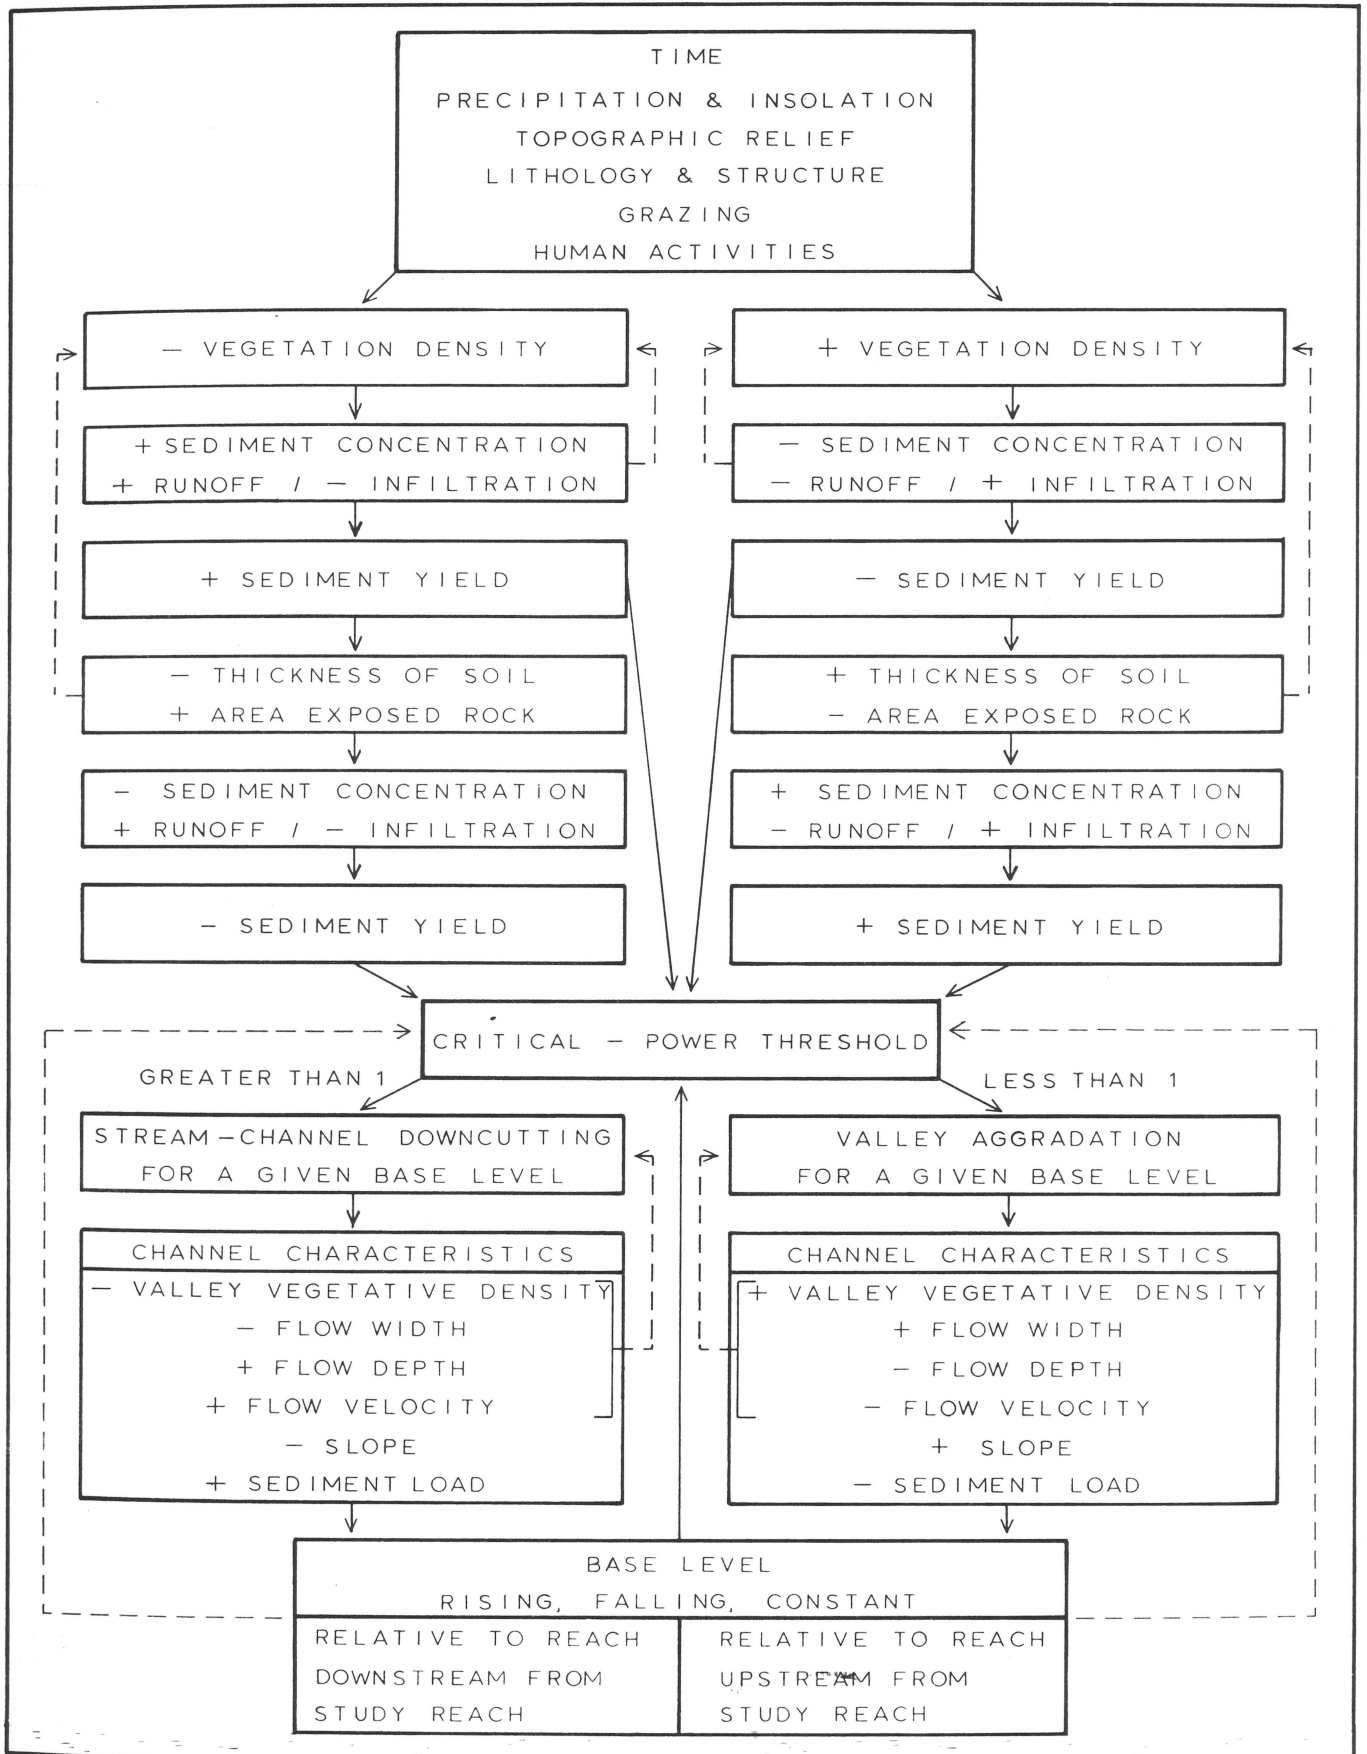 TIME
PRECIPITATION & INSOLATION
TOPOGRAPHIC RELIEF
LITHOLOGY & STRUCTURE
GRAZING
HUMAN ACTIVITIES
− VEGETATION DENSITY
+ SEDIMENT CONCENTRATION
+ RUNOFF / − INFILTRATION
+ SEDIMENT YIELD
− THICKNESS OF SOIL
+ AREA EXPOSED ROCK
− SEDIMENT CONCENTRATION
+ RUNOFF / − INFILTRATION
− SEDIMENT YIELD
+ VEGETATION DENSITY
− SEDIMENT CONCENTRATION
− RUNOFF / + INFILTRATION
− SEDIMENT YIELD
+ THICKNESS OF SOIL
− AREA EXPOSED ROCK
+ SEDIMENT CONCENTRATION
− RUNOFF / + INFILTRATION
+ SEDIMENT YIELD
CRITICAL − POWER THRESHOLD
GREATER THAN 1
STREAM−CHANNEL DOWNCUTTING
FOR A GIVEN BASE LEVEL
CHANNEL CHARACTERISTICS
− VALLEY VEGETATIVE DENSITY
− FLOW WIDTH
+ FLOW DEPTH
+ FLOW VELOCITY
− SLOPE
+ SEDIMENT LOAD
LESS THAN 1
VALLEY AGGRADATION
FOR A GIVEN BASE LEVEL
CHANNEL CHARACTERISTICS
+ VALLEY VEGETATIVE DENSITY
+ FLOW WIDTH
− FLOW DEPTH
− FLOW VELOCITY
+ SLOPE
− SEDIMENT LOAD
BASE LEVEL
RISING, FALLING, CONSTANT
RELATIVE TO REACH
DOWNSTREAM FROM
STUDY REACH
RELATIVE TO REACH
UPSTREAM FROM
STUDY REACH